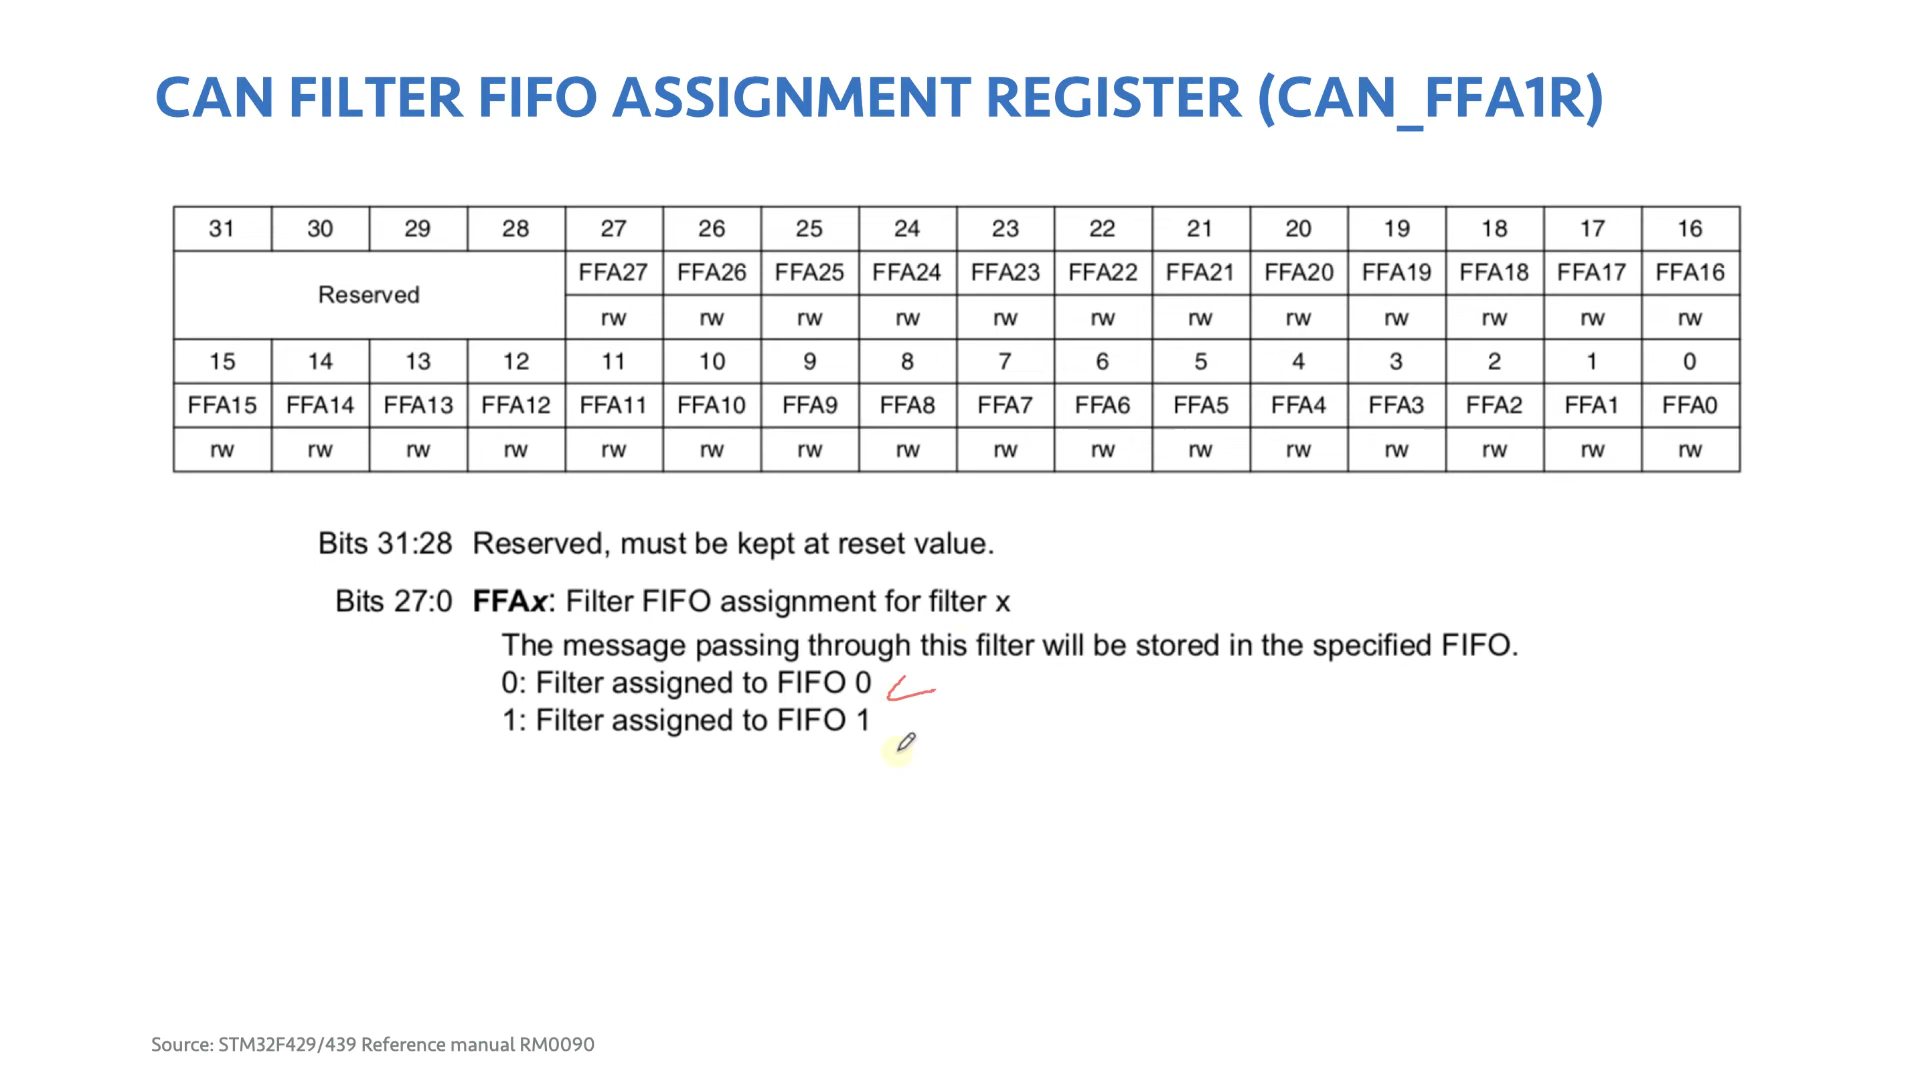 CAN FILTER FIFO ASSIGNMENT REGISTER (CAN_FFA1R)
31 30 29 28 27 26 25 24 23 22 21 20 19 18 17 16
Reserved FFA27 FFA26 FFA25 FFA24 FFA23 FFA22 FFA21 FFA20 FFA19 FFA18 FFA17 FFA16
rw rw rw rw rw rw rw rw rw rw rw rw
15 14 13 12 11 10 9 8 7 6 5 4 3 2 1 0
FFA15 FFA14 FFA13 FFA12 FFA11 FFA10 FFA9 FFA8 FFA7 FFA6 FFA5 FFA4 FFA3 FFA2 FFA1 FFA0
rw rw rw rw rw rw rw rw rw rw rw rw rw rw rw rw
Bits 31:28 Reserved, must be kept at reset value.
Bits 27:0 FFAx: Filter FIFO assignment for filter x
The message passing through this filter will be stored in the specified FIFO.
0: Filter assigned to FIFO 0
1: Filter assigned to FIFO 1
Source: STM32F429/439 Reference manual RM0090